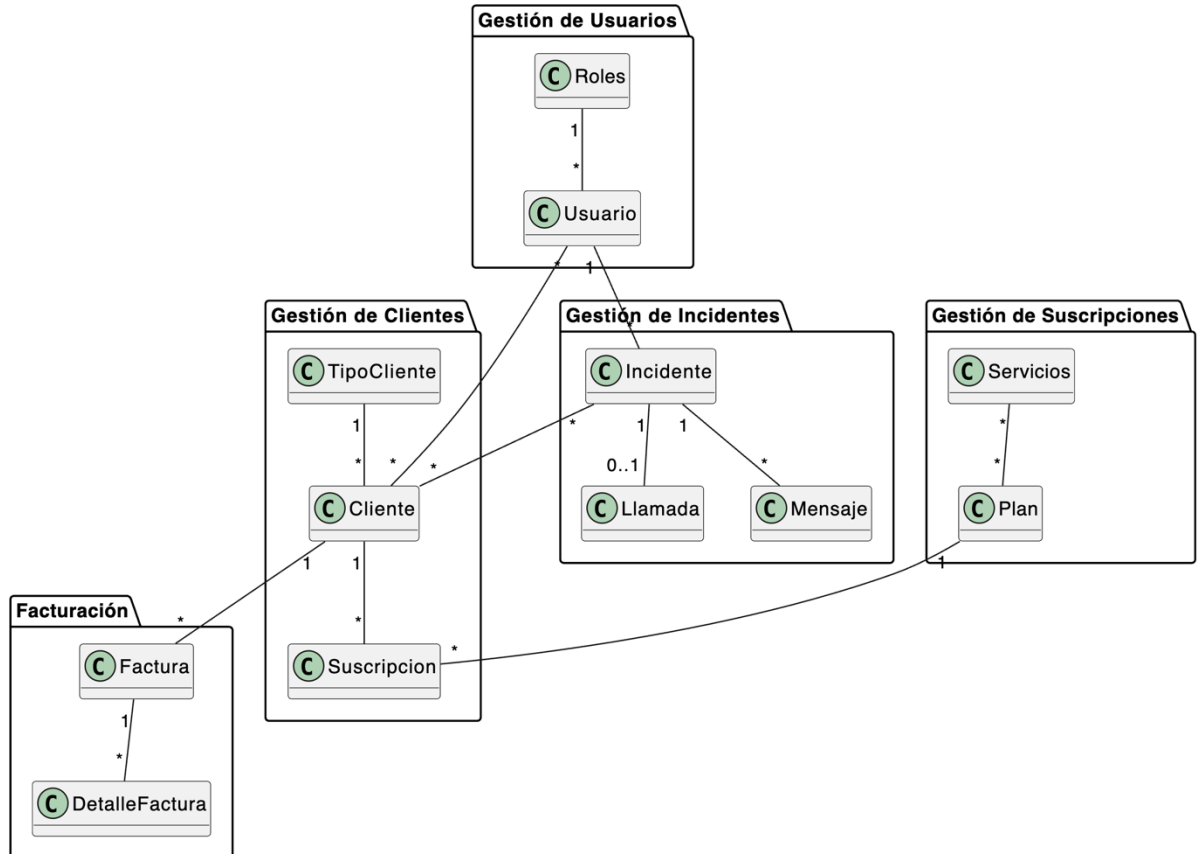 Gestión de Usuarios
C Roles
1
*
C Usuario
* 1
Gestión de Clientes
Gestión de Incidentes
*
Gestión de Suscripciones
C TipoCliente
C Incidente
C Servicios
1
*
1
1
*
* *
*
0..1
*
*
C Cliente
C Llamada
C Mensaje
C Plan
1
1
1
Facturación
*
*
*
C Factura
C Suscripcion
1
*
C DetalleFactura